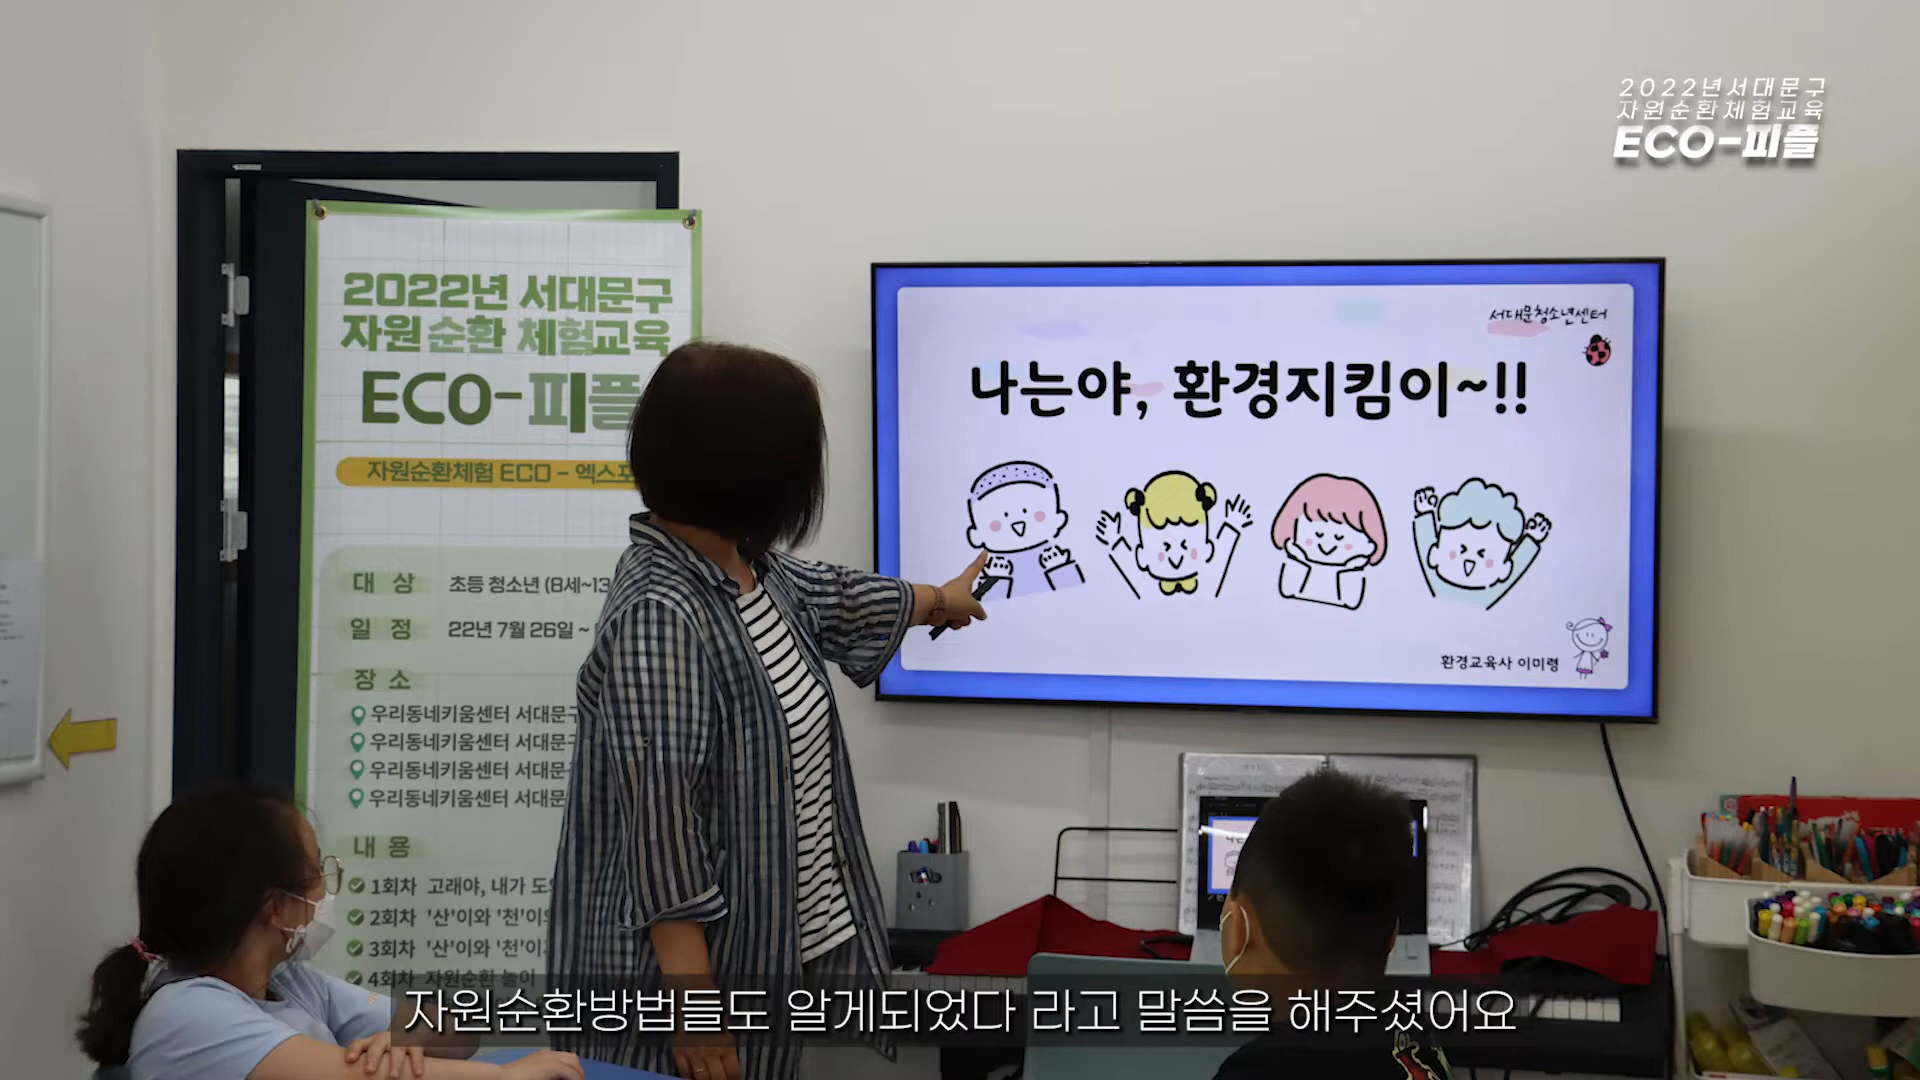 2022년 서대문구
자원순환체험교육
ECO-피플
2022년 서대문구
자원순환 체험교육
ECO-피플
자원순환체험 ECO - 엑스포
대 상 초등 청소년 (8세~13
일 정 22년 7월 26일 ~
장 소
우리동네키움센터 서대문구
우리동네키움센터 서대문
우리동네키움센터 서대문
우리동네키움센터 서대문
내 용
1회차 고래야, 내가
2회차 '산'이와 '천'이
3회차 '산'이와 '천'이
4회차 자원순환 놀이
서대문청소년센터
나는야, 환경지킴이~!!
환경교육사 이미령
자원순환방법들도 알게되었다 라고 말씀을 해주셨어요